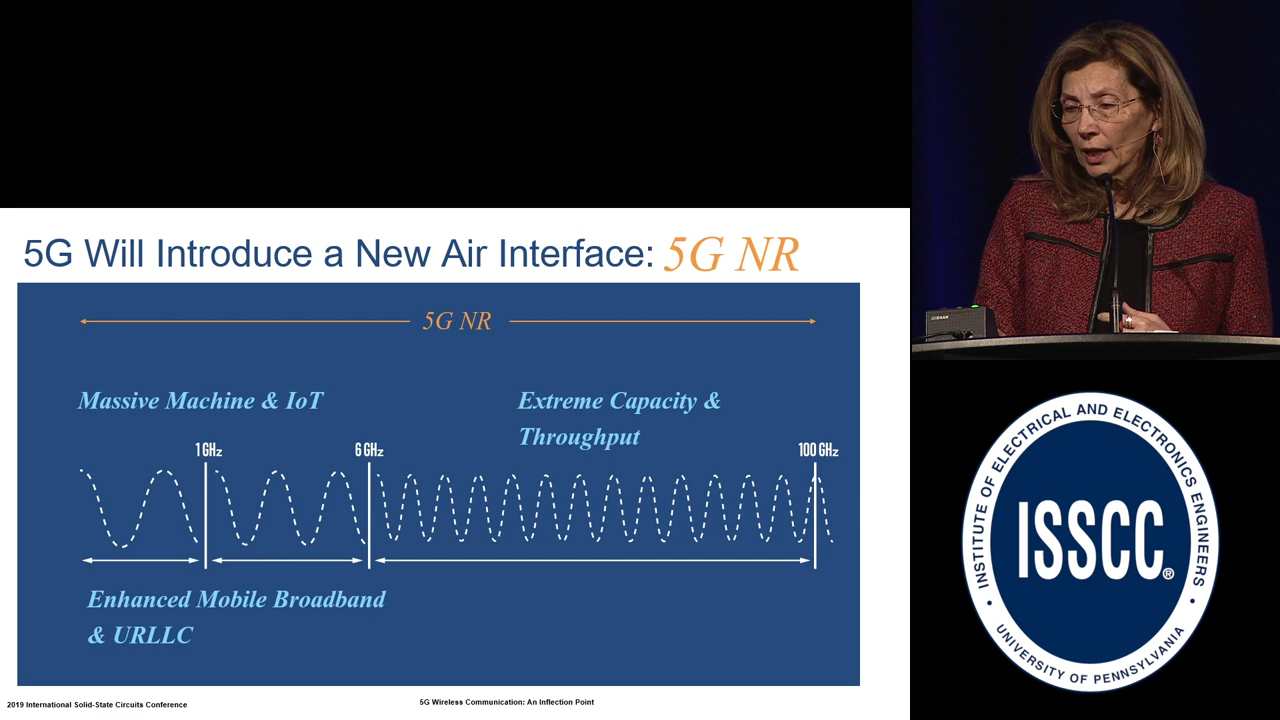 5G Will Introduce a New Air Interface: 5G NR
5G NR
Massive Machine & IoT
Extreme Capacity &
Throughput
1 GHz
6 GHz
100 GHz
Enhanced Mobile Broadband
& URLLC
2019 International Solid-State Circuits Conference
5G Wireless Communication: An Inflection Point
INSTITUTE OF ELECTRICAL AND ELECTRONICS ENGINEERS
ISSCC®
• UNIVERSITY OF PENNSYLVANIA •